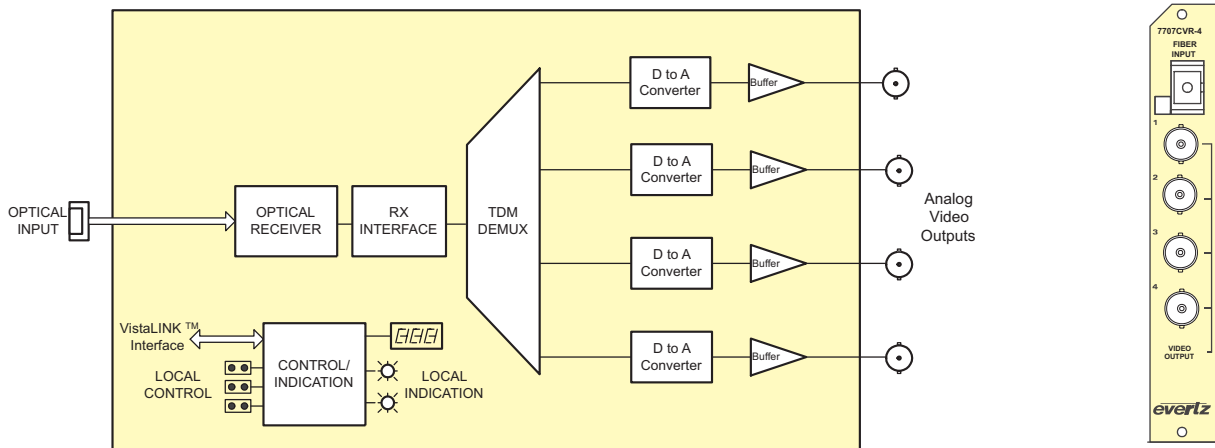 D to A
Converter
Buffer
D to A
Converter
Buffer
Analog
Video
Outputs
OPTICAL
INPUT
OPTICAL
RECEIVER
RX
INTERFACE
TDM
DEMUX
D to A
Converter
Buffer
VistaLINK TM
Interface
LOCAL
CONTROL
CONTROL/
INDICATION
LOCAL
INDICATION
D to A
Converter
Buffer
7707CVR-4
FIBER
INPUT
1
2
3
4
VIDEO
OUTPUT
evertz